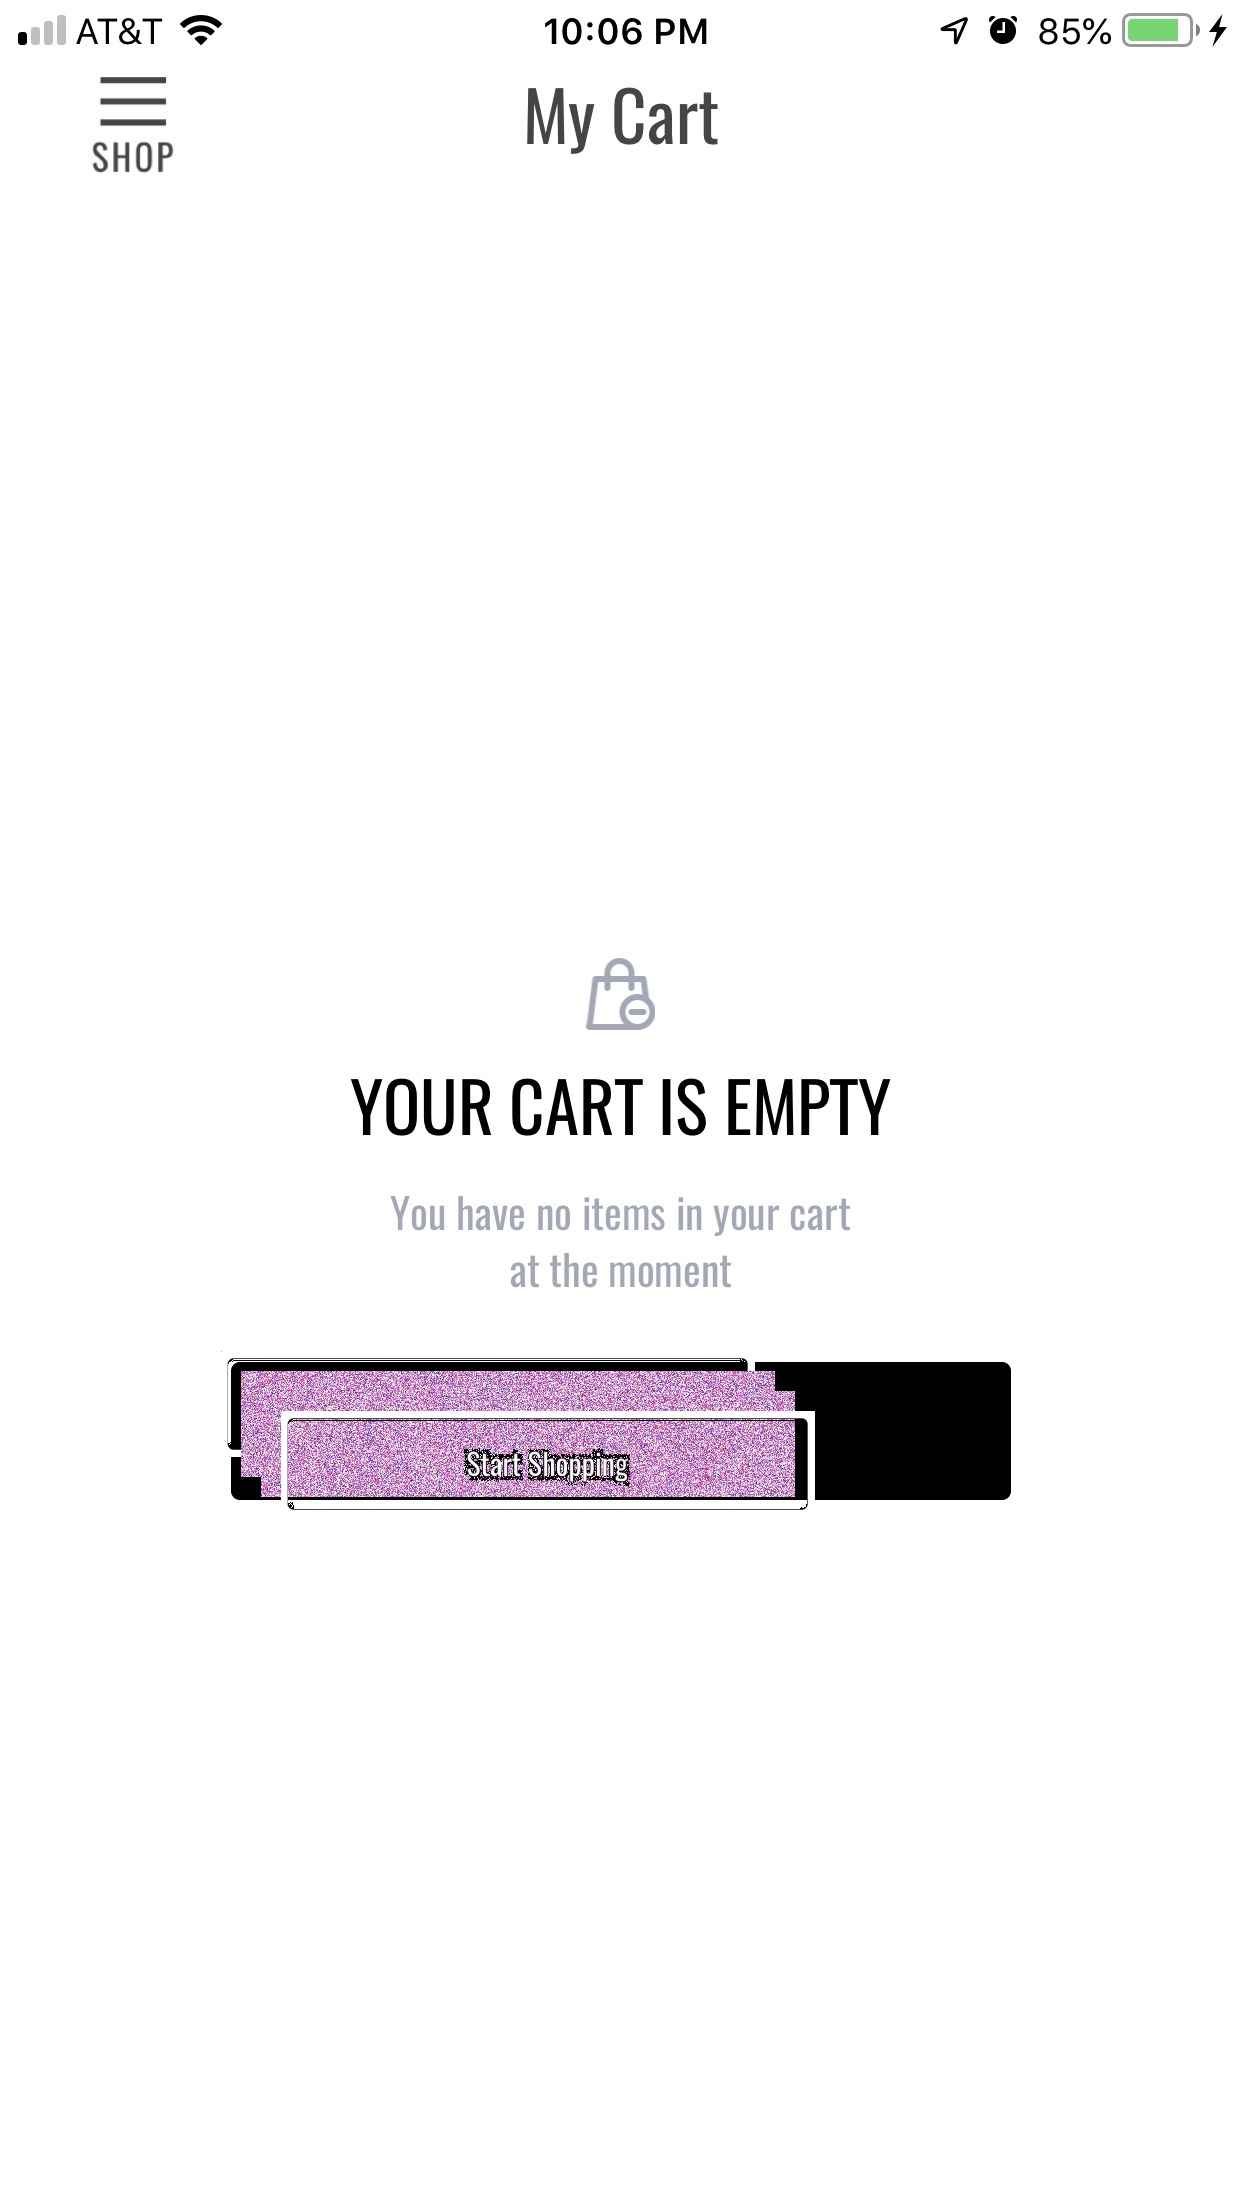 AT&T 10:06 PM 85%
My Cart
SHOP
YOUR CART IS EMPTY
You have no items in your cart
at the moment
Start Shopping